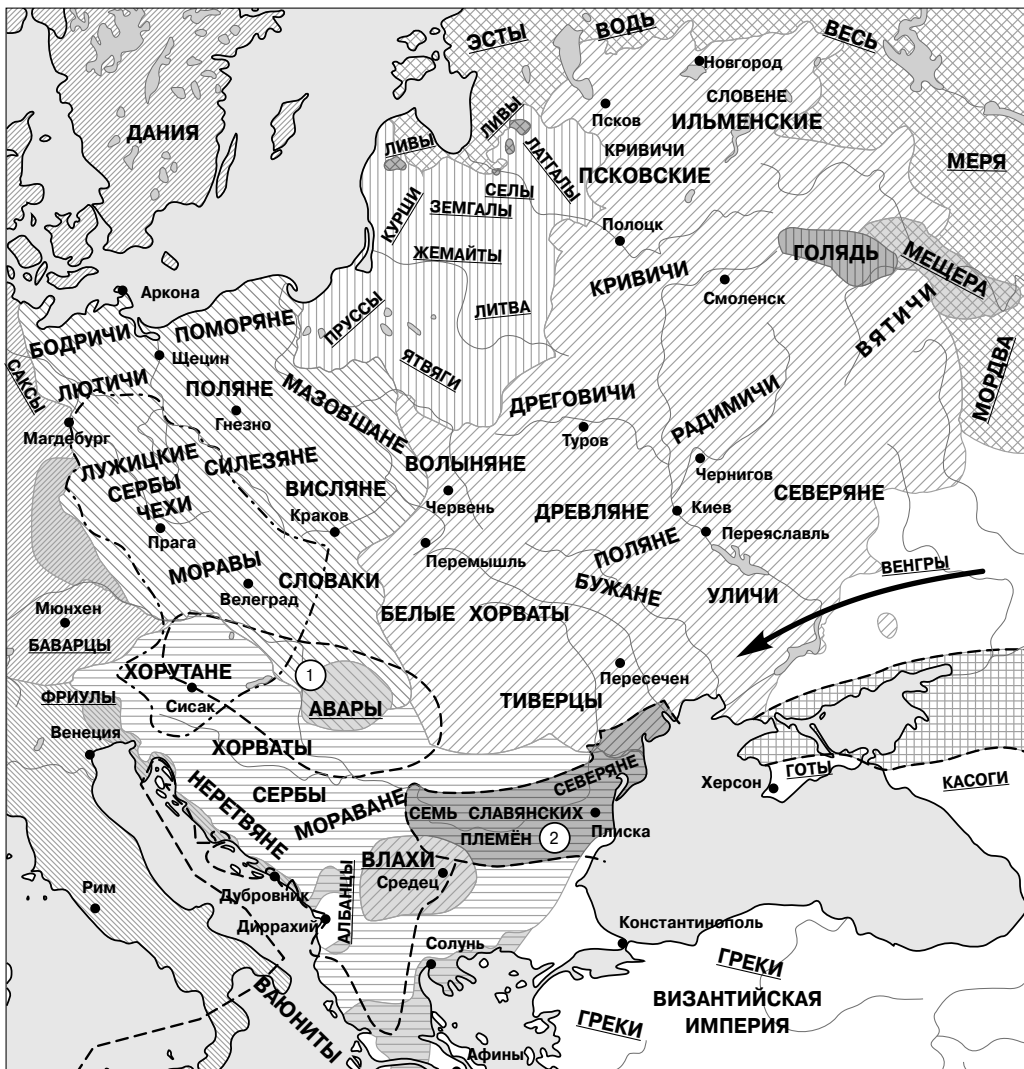 ЭСТЫ
ВОДЬ
ВЕСЬ
Новгород
СЛОВЕНЕ
ИЛЬМЕНСКИЕ
Псков
ДАНИЯ
ЛИВЫ
ЛИВЫ
ЛАТГАЛЫ
КРИВИЧИ
ПСКОВСКИЕ
МЕРЯ
СЕЛЫ
ЗЕМГАЛЫ
КУРШИ
Полоцк
ЖЕМАЙТЫ
ГОЛЯДЬ
МЕЩЕРА
КРИВИЧИ
Смоленск
Аркона
ПРУССЫ
ЛИТВА
ВЯТИЧИ
БОДРИЧИ
ПОМОРЯНЕ
Щецин
САКСЫ
ЛЮТИЧИ
ПОЛЯНЕ
МАЗОВШАНЕ
ЯТВЯГИ
МОРДВА
Гнезно
ДРЕГОВИЧИ
РАДИМИЧИ
Магдебург
Туров
ЛУЖИЦКИЕ
СЕРБЫ
СИЛЕЗЯНЕ
ВОЛЫНЯНЕ
Чернигов
ЧЕХИ
ВИСЛЯНЕ
Червень
СЕВЕРЯНЕ
Краков
ДРЕВЛЯНЕ
Киев
Прага
Перемышль
ПОЛЯНЕ
Переяславль
МОРАВЫ
СЛОВАКИ
БУЖАНЕ
ВЕНГРЫ
Велеград
УЛИЧИ
Мюнхен
БЕЛЫЕ ХОРВАТЫ
БАВАРЦЫ
ХОРУТАНЕ
1
Пересечен
ФРИУЛЫ
Сисак
АВАРЫ
ТИВЕРЦЫ
Венеция
ХОРВАТЫ
ГОТЫ
КАСОГИ
СЕВЕРЯНЕ
Херсон
НЕРЕТВЯНЕ
СЕРБЫ
МОРАВАНЕ
СЕМЬ СЛАВЯНСКИХ
ПЛЕМЁН
2
Плиска
ВЛАХИ
Средец
Рим
Дубровник
АЛБАНЦЫ
Диррахий
Константинополь
Солунь
ГРЕКИ
ВАЮНИТЫ
ВИЗАНТИЙСКАЯ
ИМПЕРИЯ
ГРЕКИ
Афины